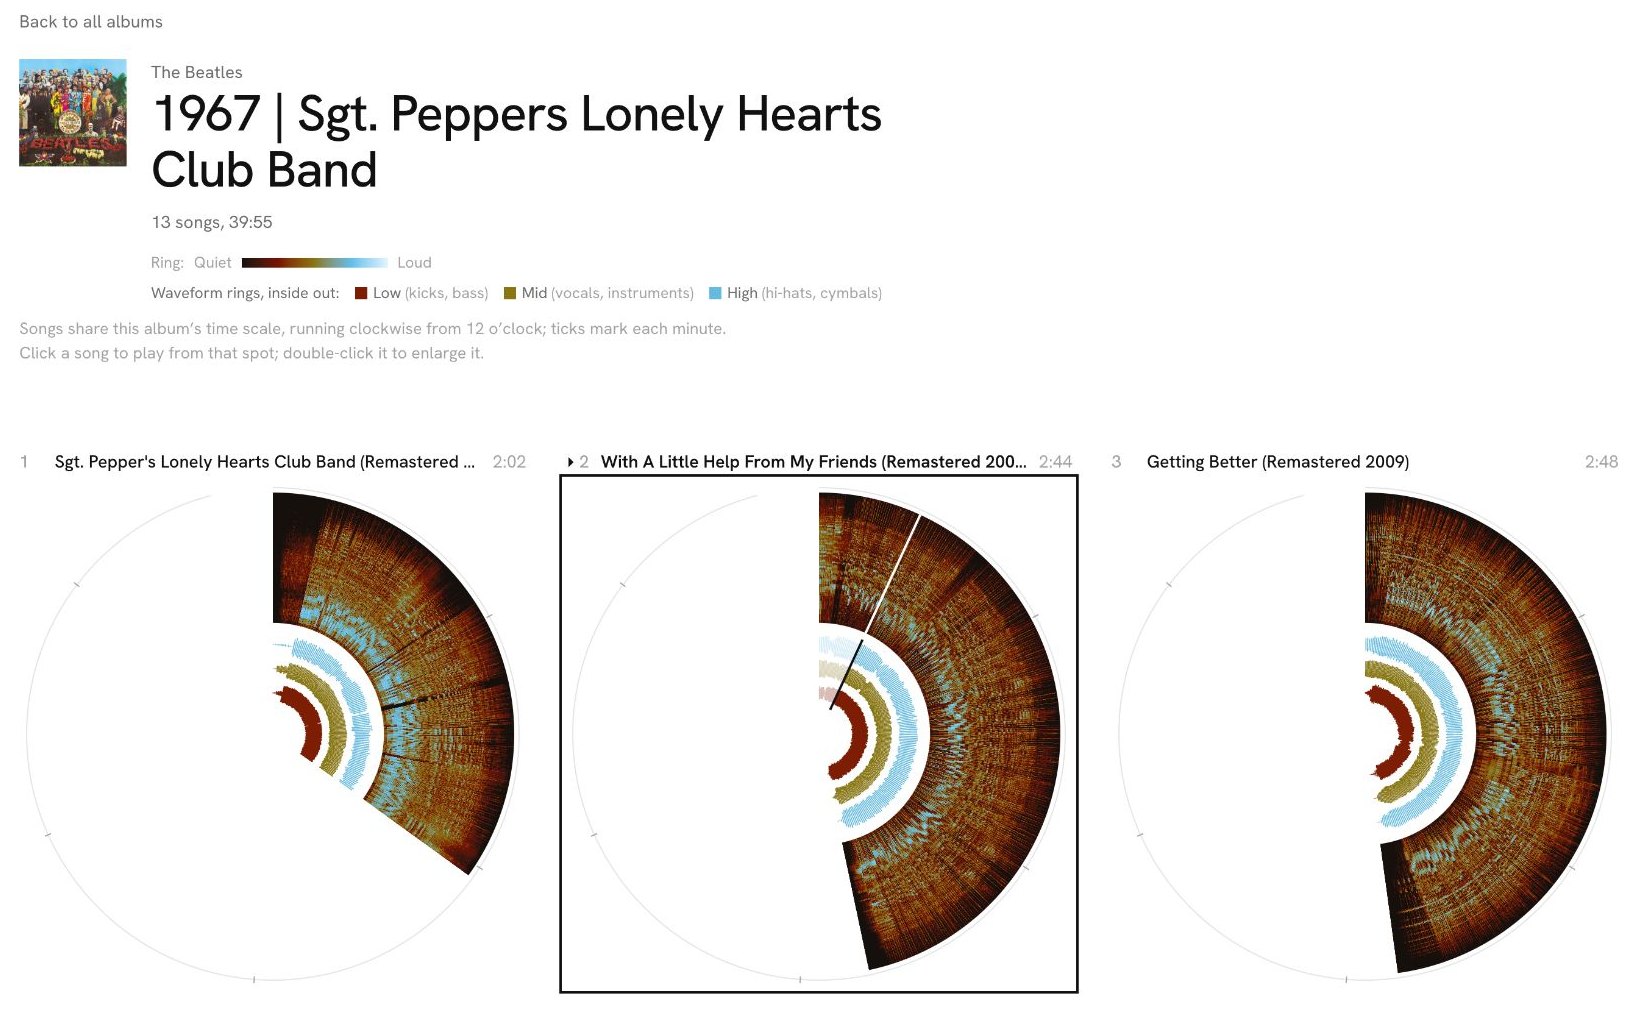 Back to all albums
The Beatles
1967 | Sgt. Peppers Lonely Hearts
Club Band
13 songs, 39:55
Ring: Quiet Loud
Waveform rings, inside out: Low (kicks, bass) Mid (vocals, instruments) High (hi-hats, cymbals)
Songs share this album’s time scale, running clockwise from 12 o’clock; ticks mark each minute.
Click a song to play from that spot; double-click it to enlarge it.
1 Sgt. Pepper's Lonely Hearts Club Band (Remastered ... 2:02
2 With A Little Help From My Friends (Remastered 200... 2:44
3 Getting Better (Remastered 2009) 2:48
BEATLES